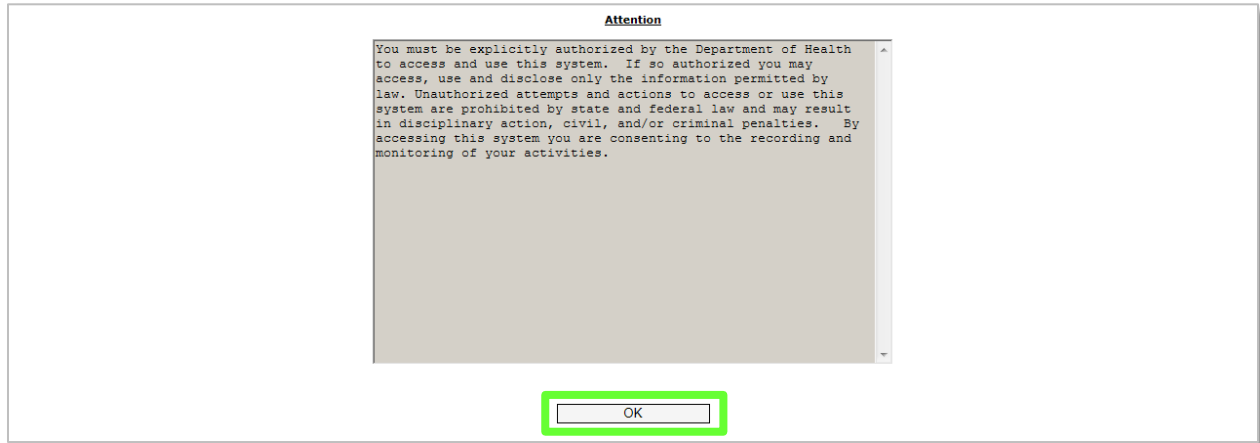 Attention
You must be explicitly authorized by the Department of Health
to access and use this system.  If so authorized you may
access, use and disclose only the information permitted by
law. Unauthorized attempts and actions to access or use this
system are prohibited by state and federal law and may result
in disciplinary action, civil, and/or criminal penalties.   By
accessing this system you are consenting to the recording and
monitoring of your activities.
OK